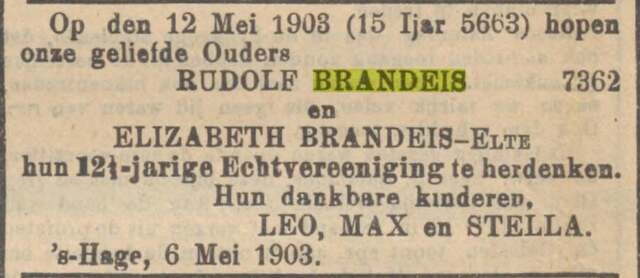 Op den 12 Mei 1903 (15 Ijar 5663) hopen
onze geliefde Ouders
RUDOLF BRANDEIS 7362
en
ELIZABETH BRANDEIS-ELTE
hun 12½-jarige Echtvereeniging te herdenken.
Hun dankbare kinderen,
LEO, MAX en STELLA.
's-Hage, 6 Mei 1903.